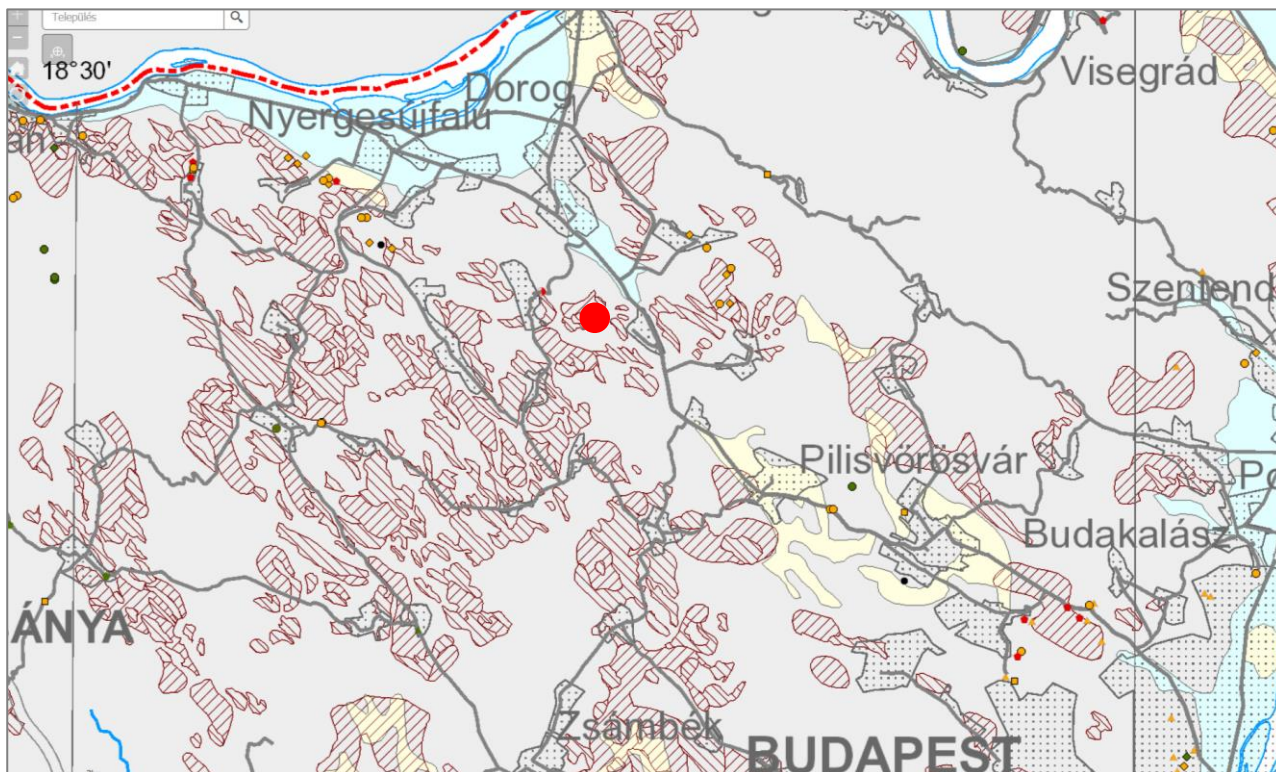 Település
18°30'
Visegrád
Dorog
Nyergesújfalu
Szentend
Pilisvörösvár
Budakalász
ÁNYA
Zsámbék
BUDAPEST